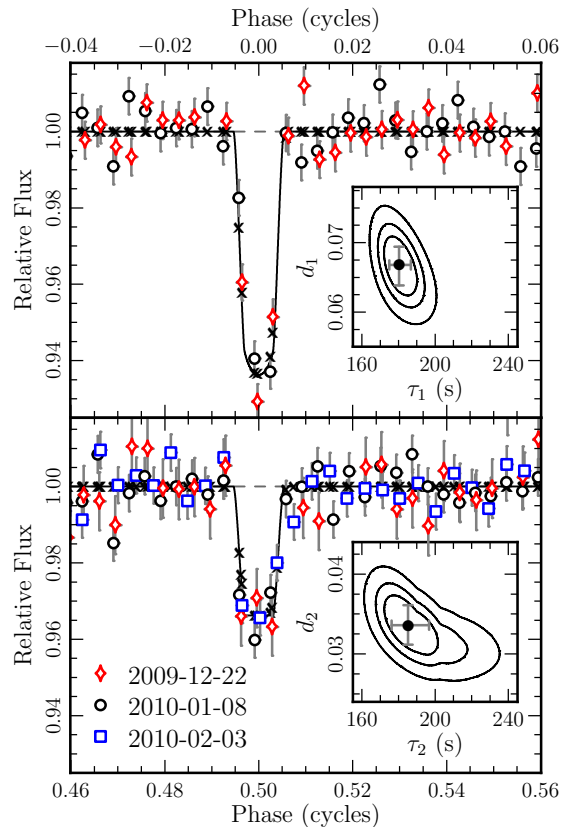 Phase (cycles)
−0.04 −0.02 0.00 0.02 0.04 0.06
Relative Flux
1.00
0.98
0.96
0.94
d₁
0.07
0.06
160 200 240
τ₁ (s)
Relative Flux
1.00
0.98
0.96
0.94
d₂
0.04
0.03
160 200 240
τ₂ (s)
2009-12-22
2010-01-08
2010-02-03
0.46 0.48 0.50 0.52 0.54 0.56
Phase (cycles)